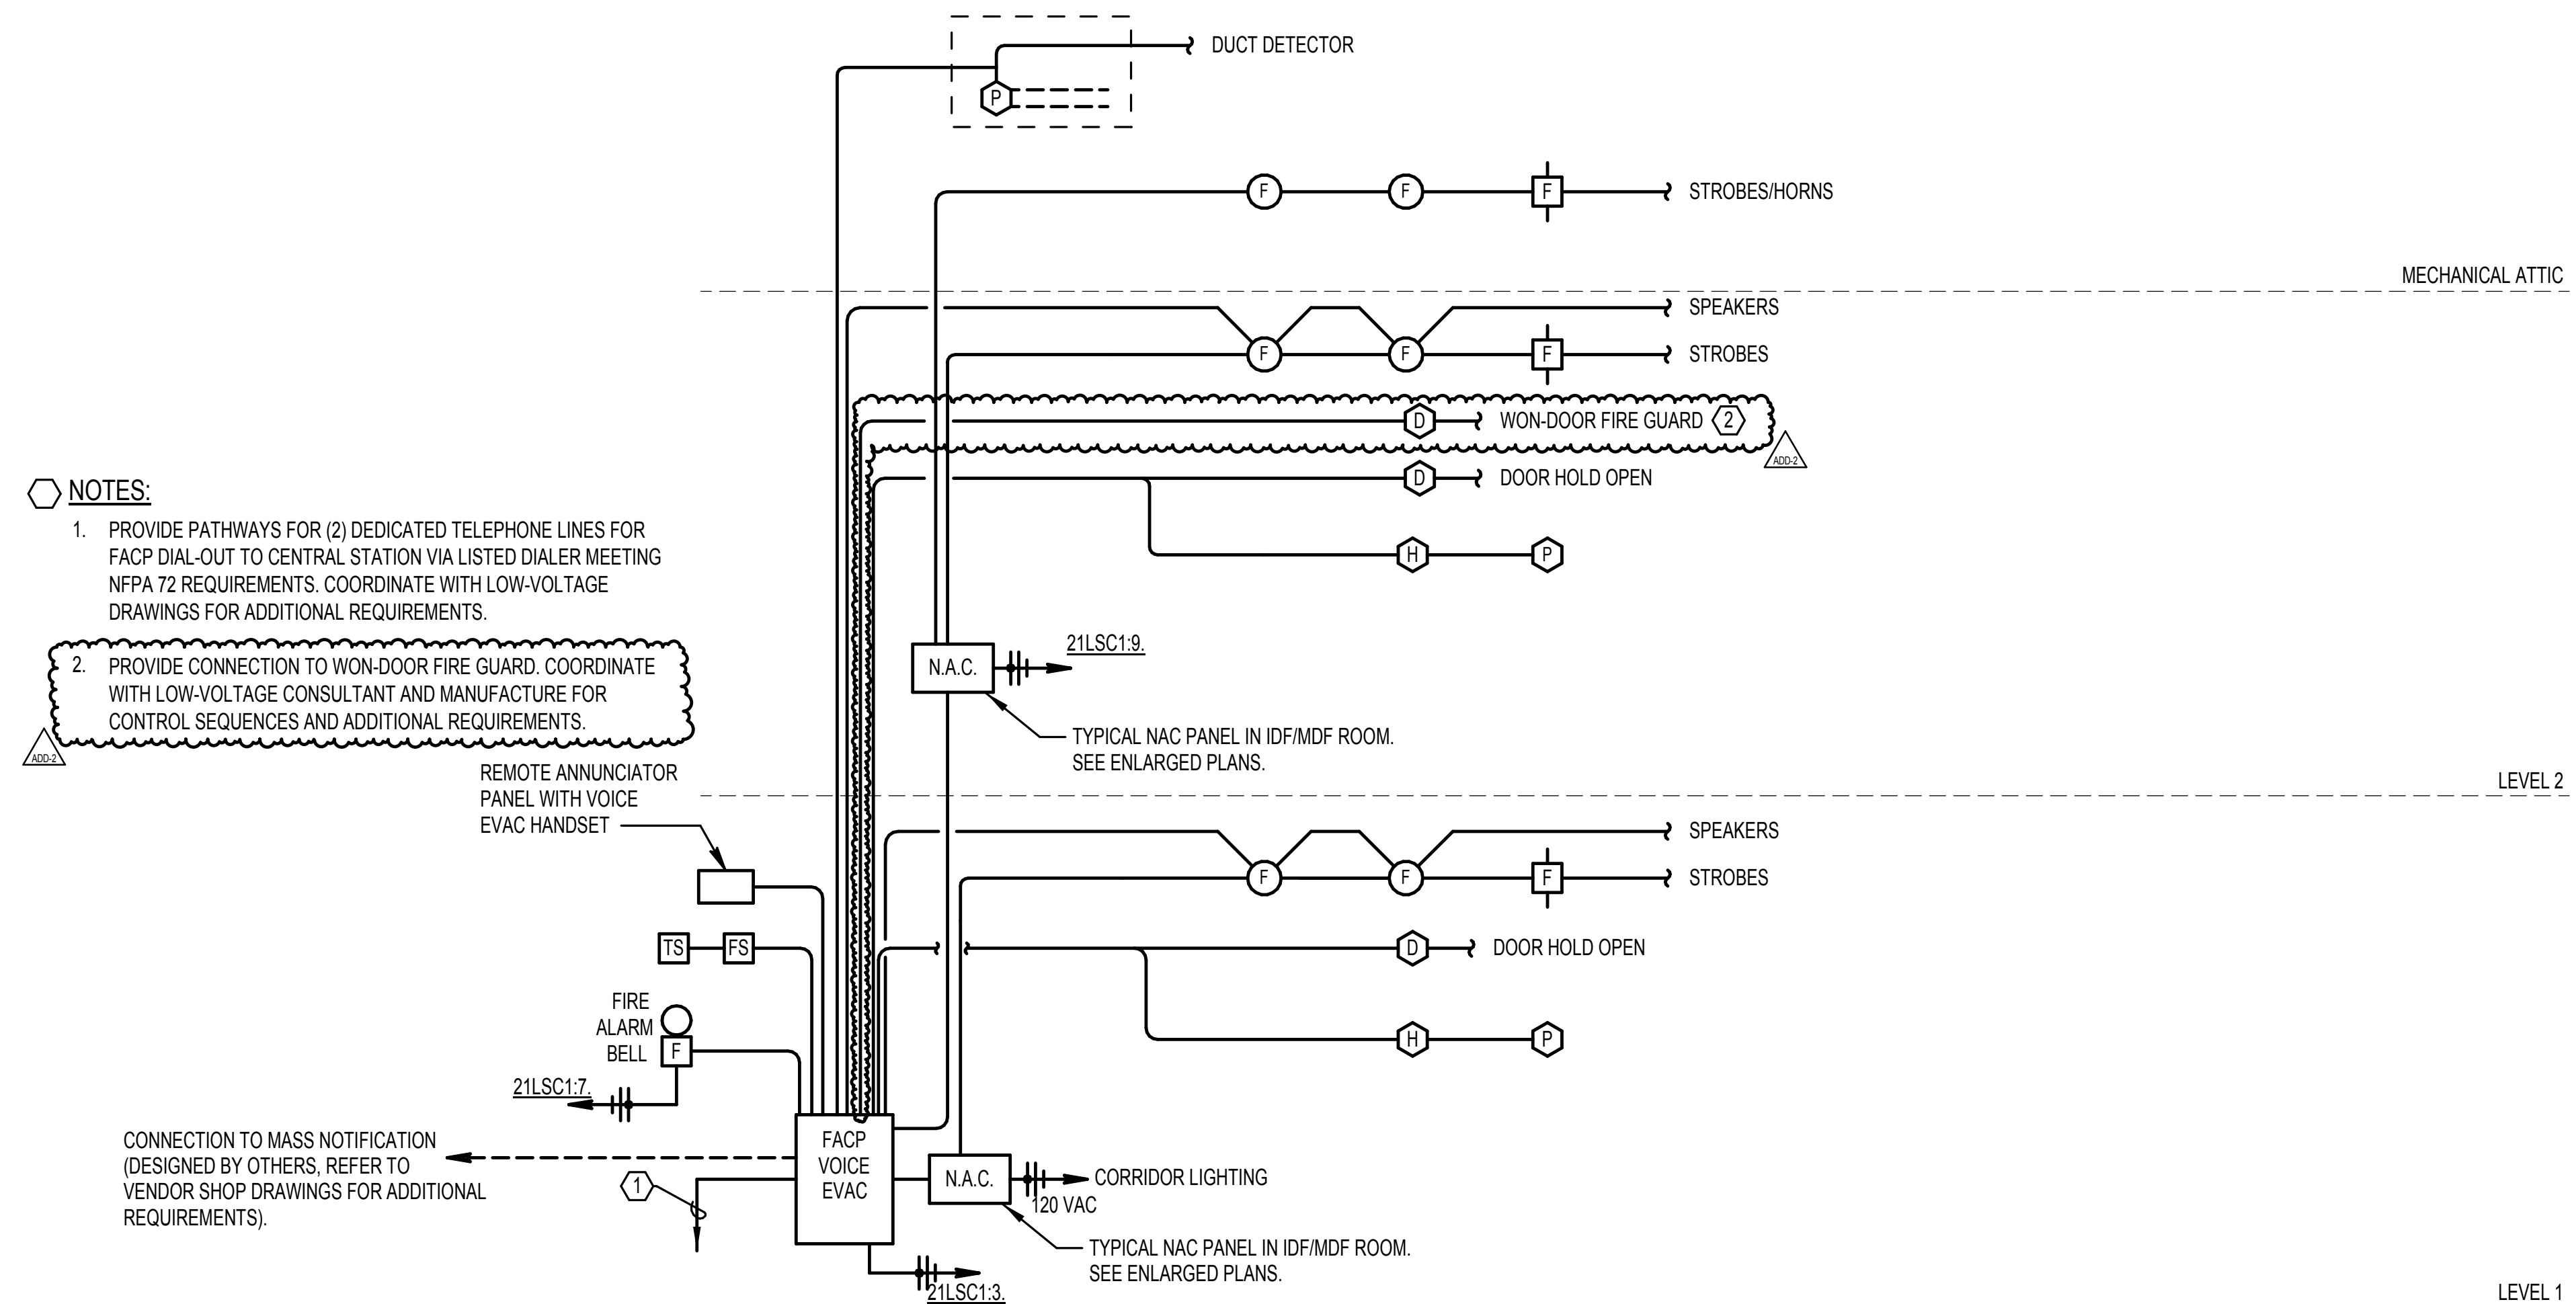 DUCT DETECTOR
P
F F F STROBES/HORNS
MECHANICAL ATTIC
SPEAKERS
F F F STROBES
D WON-DOOR FIRE GUARD 2
ADD-2
D DOOR HOLD OPEN
H P
NOTES:
1. PROVIDE PATHWAYS FOR (2) DEDICATED TELEPHONE LINES FOR
FACP DIAL-OUT TO CENTRAL STATION VIA LISTED DIALER MEETING
NFPA 72 REQUIREMENTS. COORDINATE WITH LOW-VOLTAGE
DRAWINGS FOR ADDITIONAL REQUIREMENTS.
2. PROVIDE CONNECTION TO WON-DOOR FIRE GUARD. COORDINATE
WITH LOW-VOLTAGE CONSULTANT AND MANUFACTURE FOR
CONTROL SEQUENCES AND ADDITIONAL REQUIREMENTS.
ADD-2
N.A.C.
21LSC1:9.
TYPICAL NAC PANEL IN IDF/MDF ROOM.
SEE ENLARGED PLANS.
LEVEL 2
REMOTE ANNUNCIATOR
PANEL WITH VOICE
EVAC HANDSET
SPEAKERS
F F F STROBES
TS FS
D DOOR HOLD OPEN
H P
FIRE
ALARM
BELL
F
21LSC1:7.
CONNECTION TO MASS NOTIFICATION
(DESIGNED BY OTHERS, REFER TO
VENDOR SHOP DRAWINGS FOR ADDITIONAL
REQUIREMENTS).
1
FACP
VOICE
EVAC
N.A.C.
CORRIDOR LIGHTING
120 VAC
TYPICAL NAC PANEL IN IDF/MDF ROOM.
SEE ENLARGED PLANS.
21LSC1:3.
LEVEL 1